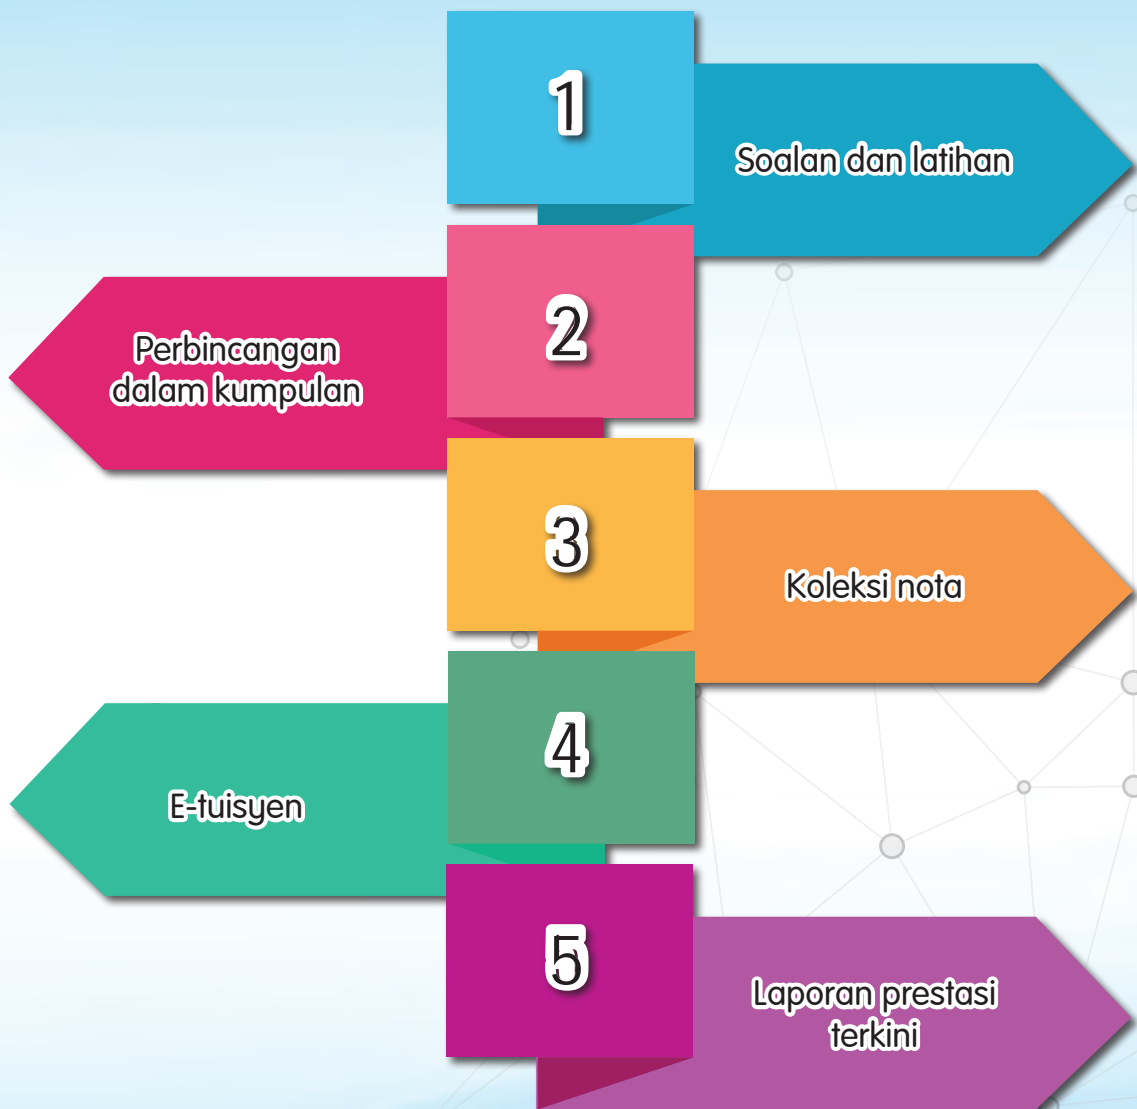 1
Soalan dan latihan
2
Perbincangan
dalam kumpulan
3
Koleksi nota
4
E-tuisyen
5
Laporan prestasi
terkini